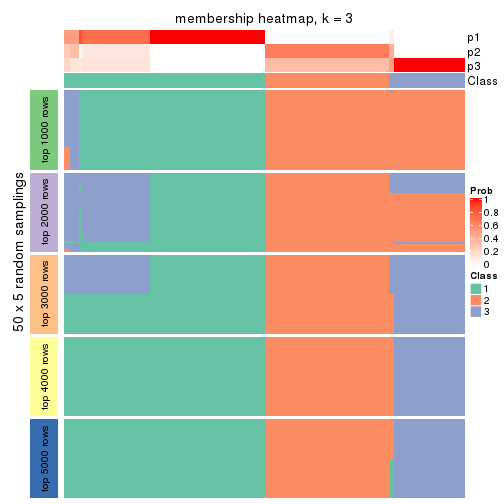 membership heatmap, k = 3
p1
p2
p3
Class
50 x 5 random samplings
top 1000 rows
top 2000 rows
top 3000 rows
top 4000 rows
top 5000 rows
Prob
1
0.8
0.6
0.4
0.2
0
Class
1
2
3